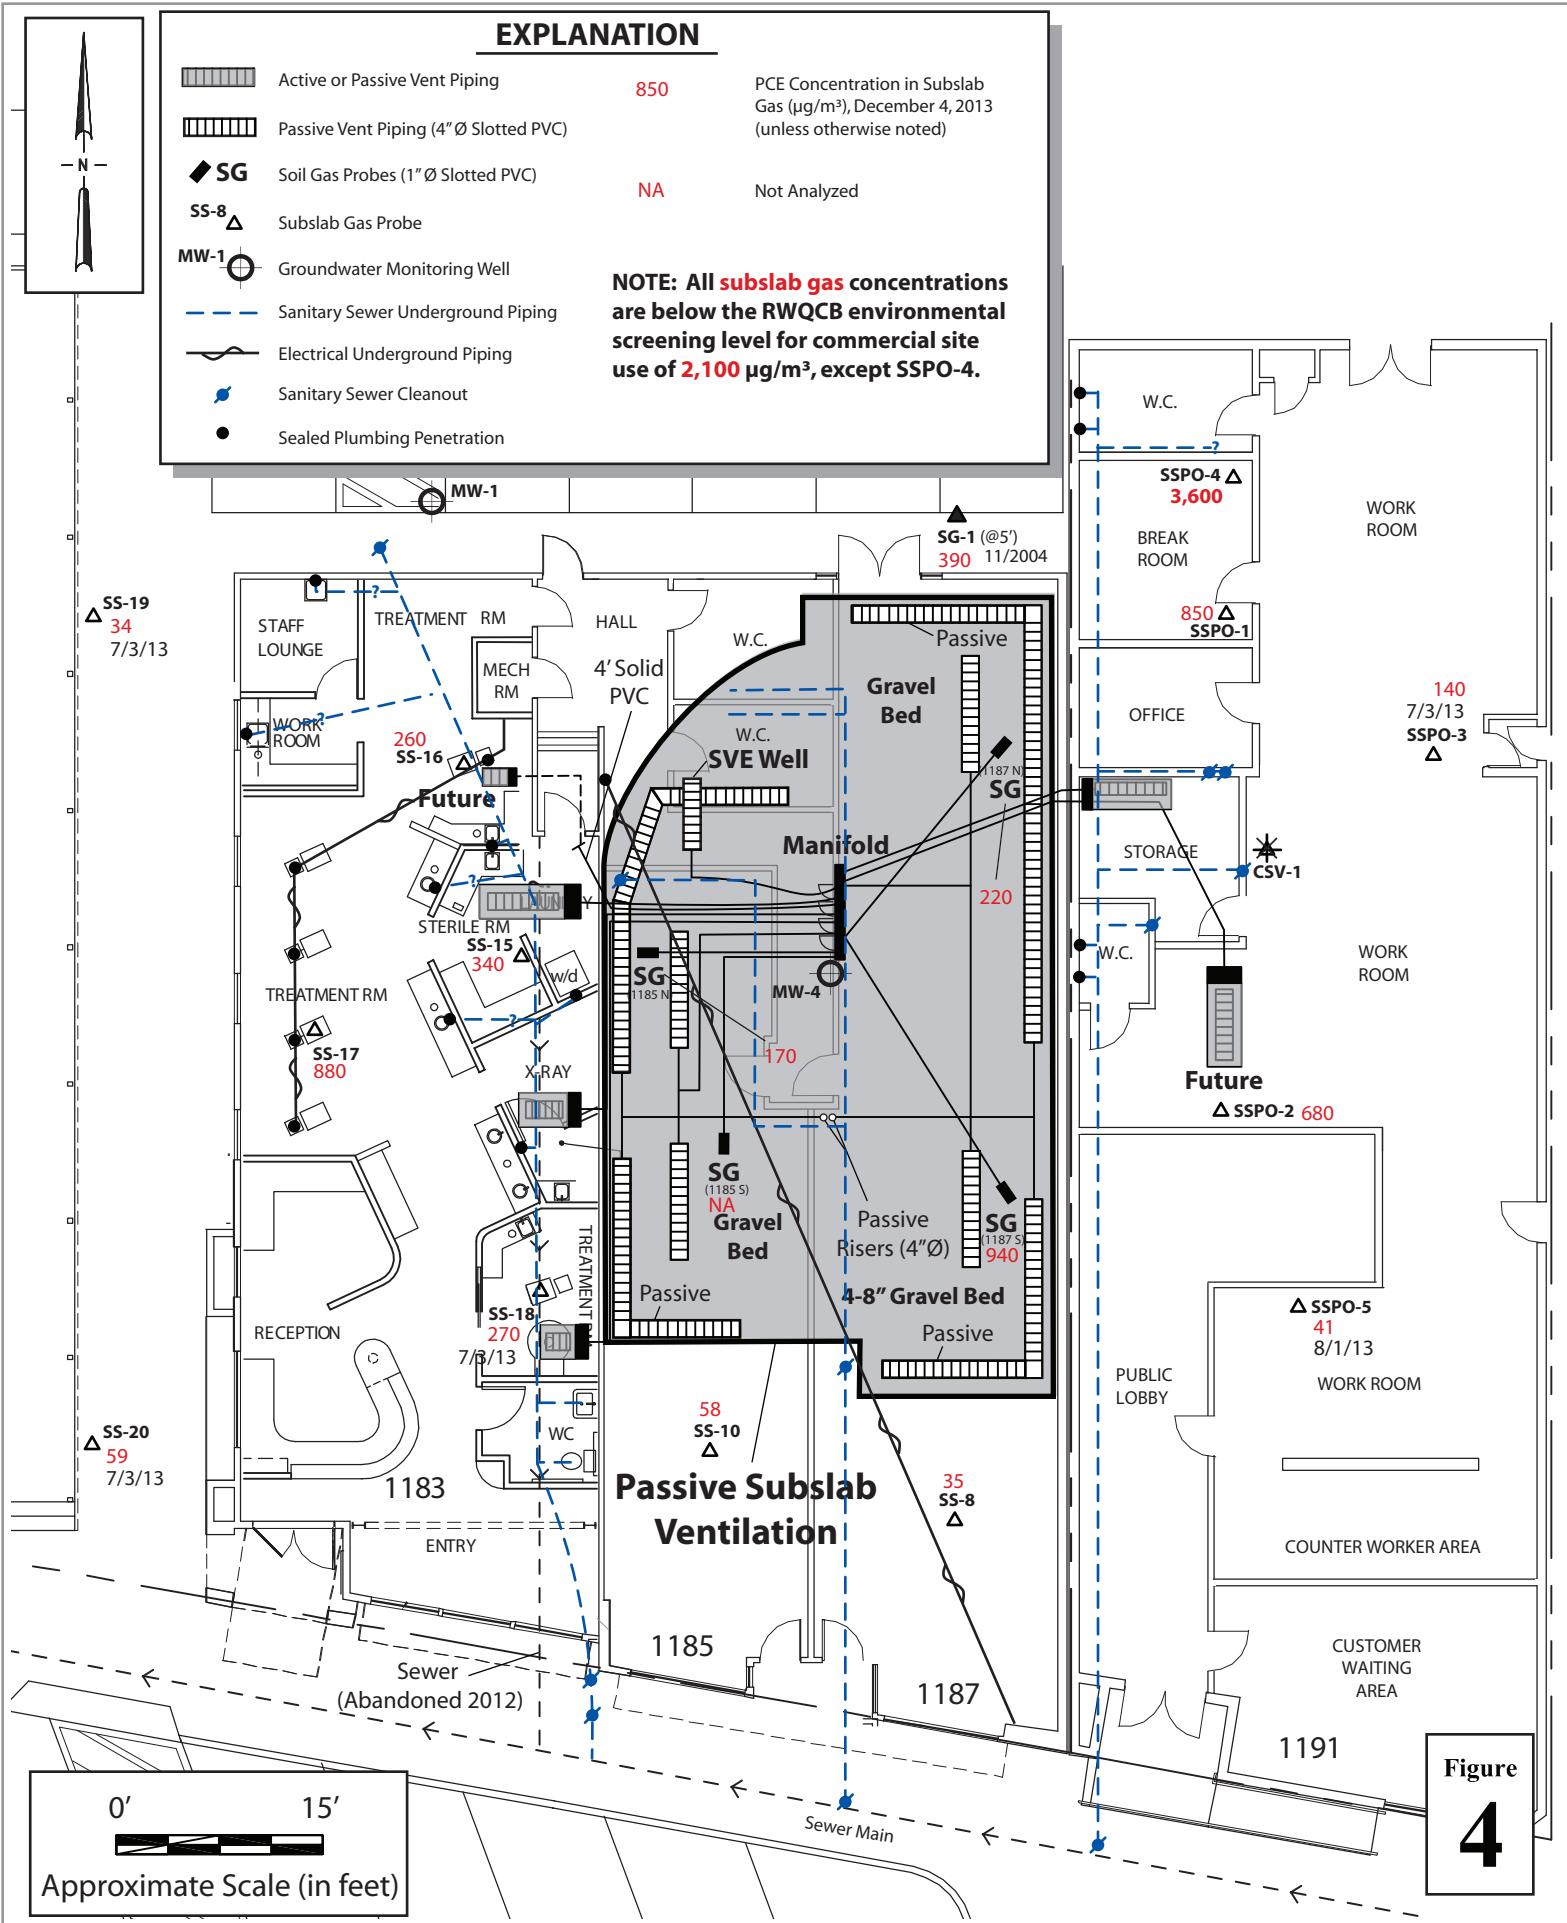 EXPLANATION
Active or Passive Vent Piping
Passive Vent Piping (4” Ø Slotted PVC)
SG Soil Gas Probes (1” Ø Slotted PVC)
SS-8 Subslab Gas Probe
MW-1 Groundwater Monitoring Well
Sanitary Sewer Underground Piping
Electrical Underground Piping
Sanitary Sewer Cleanout
Sealed Plumbing Penetration
850 PCE Concentration in Subslab
Gas (µg/m³), December 4, 2013
(unless otherwise noted)
NA Not Analyzed
NOTE: All subslab gas concentrations
are below the RWQCB environmental
screening level for commercial site
use of 2,100 µg/m³, except SSPO-4.
N
MW-1
SG-1 (@5’)
390 11/2004
W.C.
?
SSPO-4
3,600
BREAK
ROOM
WORK
ROOM
850
SSPO-1
OFFICE
140
7/3/13
SSPO-3
STORAGE
CSV-1
W.C.
WORK
ROOM
Future
SSPO-2 680
SSPO-5
41
8/1/13
WORK ROOM
PUBLIC
LOBBY
COUNTER WORKER AREA
CUSTOMER
WAITING
AREA
1191
SS-19
34
7/3/13
STAFF
LOUNGE
?
TREATMENT RM
HALL
MECH
RM
4’ Solid
PVC
W.C.
Passive
Gravel
Bed
WORK
ROOM
?
260
SS-16
Future
W.C.
SVE Well
(1187 N)
SG
220
Manifold
?
LAUNDRY
STERILE RM
SS-15
340
w/d
SG
(1185 N)
MW-4
170
TREATMENT RM
?
SS-17
880
X-RAY
SG
(1185 S)
NA
Gravel
Bed
Passive
Risers (4”Ø)
SG
(1187 S)
940
4-8” Gravel Bed
Passive
Passive
TREATMENT RM
SS-18
270
7/3/13
RECEPTION
WC
58
SS-10
35
SS-8
Passive Subslab
Ventilation
SS-20
59
7/3/13
1183
ENTRY
1185
1187
Sewer
(Abandoned 2012)
Sewer Main
0’ 15’
Approximate Scale (in feet)
Figure
4